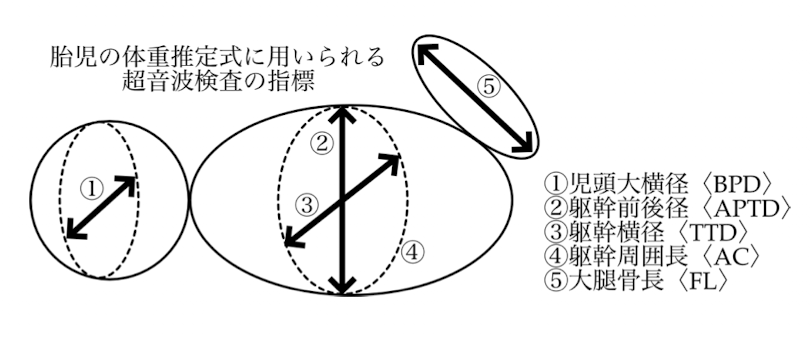 胎児の体重推定式に用いられる
超音波検査の指標
①
②
③
④
⑤
①児頭大横径〈BPD〉
②躯幹前後径〈APTD〉
③躯幹横径〈TTD〉
④躯幹周囲長〈AC〉
⑤大腿骨長〈FL〉